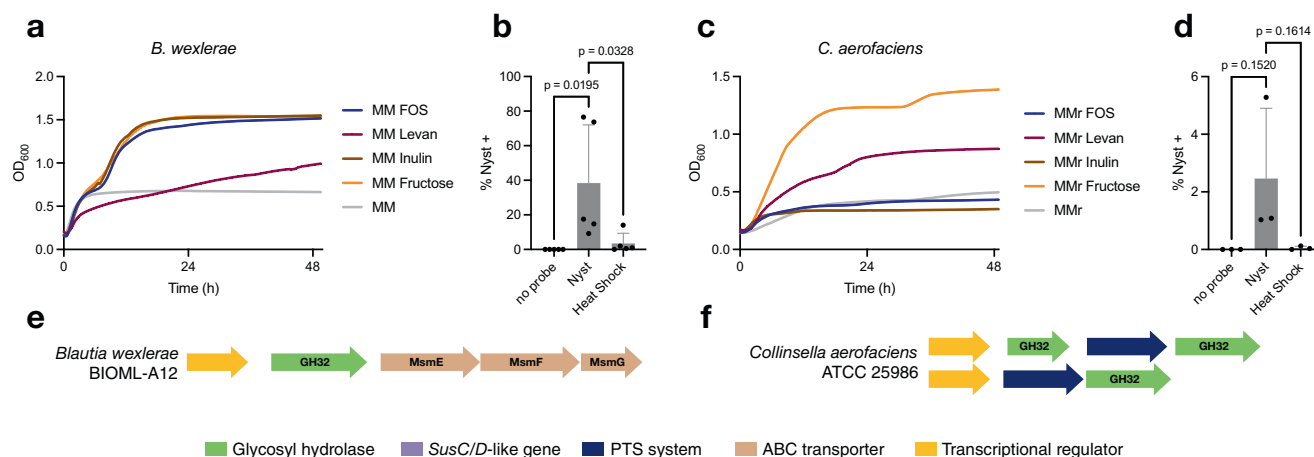 a
B. wexlerae
2.0
1.5
1.0
0.5
0.0
OD600
0
24
48
Time (h)
MM FOS
MM Levan
MM Inulin
MM Fructose
MM
b
p = 0.0328
p = 0.0195
100
80
60
40
20
0
% Nyst +
no probe
Nyst
Heat Shock
c
C. aerofaciens
1.5
1.0
0.5
0.0
OD600
0
24
48
Time (h)
MMr FOS
MMr Levan
MMr Inulin
MMr Fructose
MMr
d
p = 0.1614
p = 0.1520
6
4
2
0
% Nyst +
no probe
Nyst
Heat Shock
e
Blautia wexlerae
BIOML-A12
GH32
MsmE
MsmF
MsmG
f
Collinsella aerofaciens
ATCC 25986
GH32
GH32
GH32
Glycosyl hydrolase
SusC/D-like gene
PTS system
ABC transporter
Transcriptional regulator